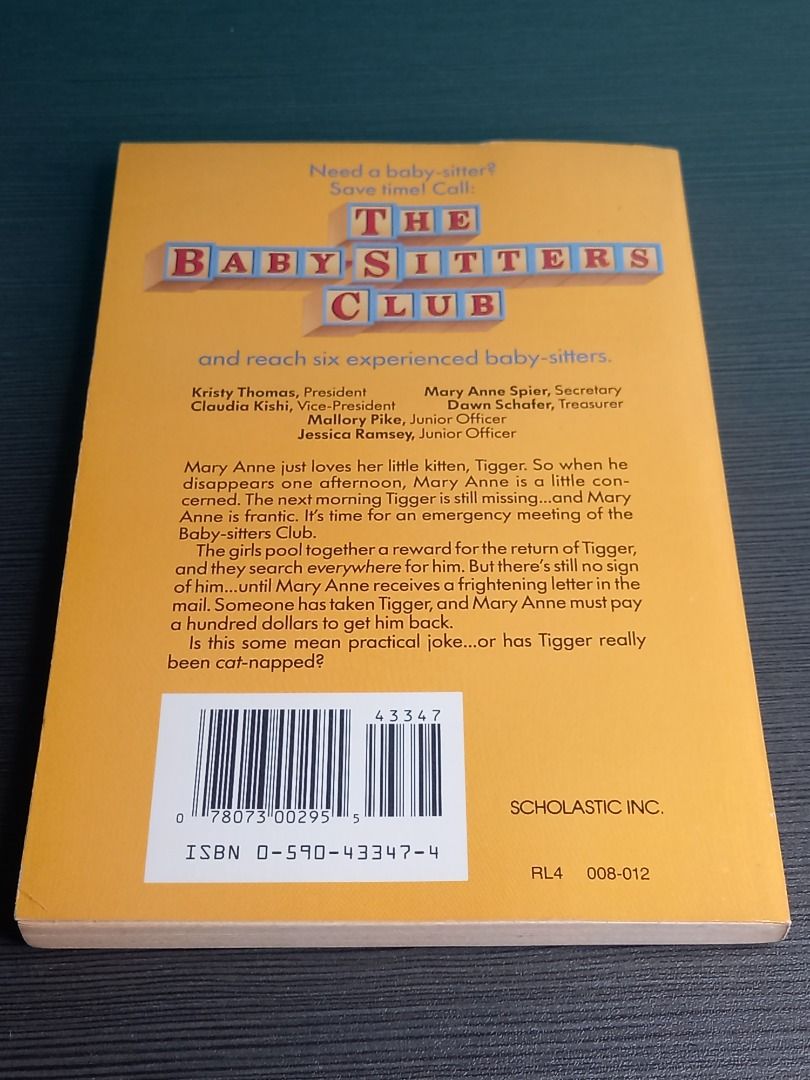 Need a baby-sitter?
Save time! Call:
THE
BABY-SITTERS
CLUB
and reach six experienced baby-sitters.
Kristy Thomas, President Mary Anne Spier, Secretary
Claudia Kishi, Vice-President Dawn Schafer, Treasurer
Mallory Pike, Junior Officer
Jessica Ramsey, Junior Officer
Mary Anne just loves her little kitten, Tigger. So when he
disappears one afternoon, Mary Anne is a little con-
cerned. The next morning Tigger is still missing...and Mary
Anne is frantic. It's time for an emergency meeting of the
Baby-sitters Club.
The girls pool together a reward for the return of Tigger,
and they search everywhere for him. But there's still no sign
of him...until Mary Anne receives a frightening letter in the
mail. Someone has taken Tigger, and Mary Anne must pay
a hundred dollars to get him back.
Is this some mean practical joke...or has Tigger really
been cat-napped?
43347
0 78073 00295 5
ISBN 0-590-43347-4
SCHOLASTIC INC.
RL4 008-012